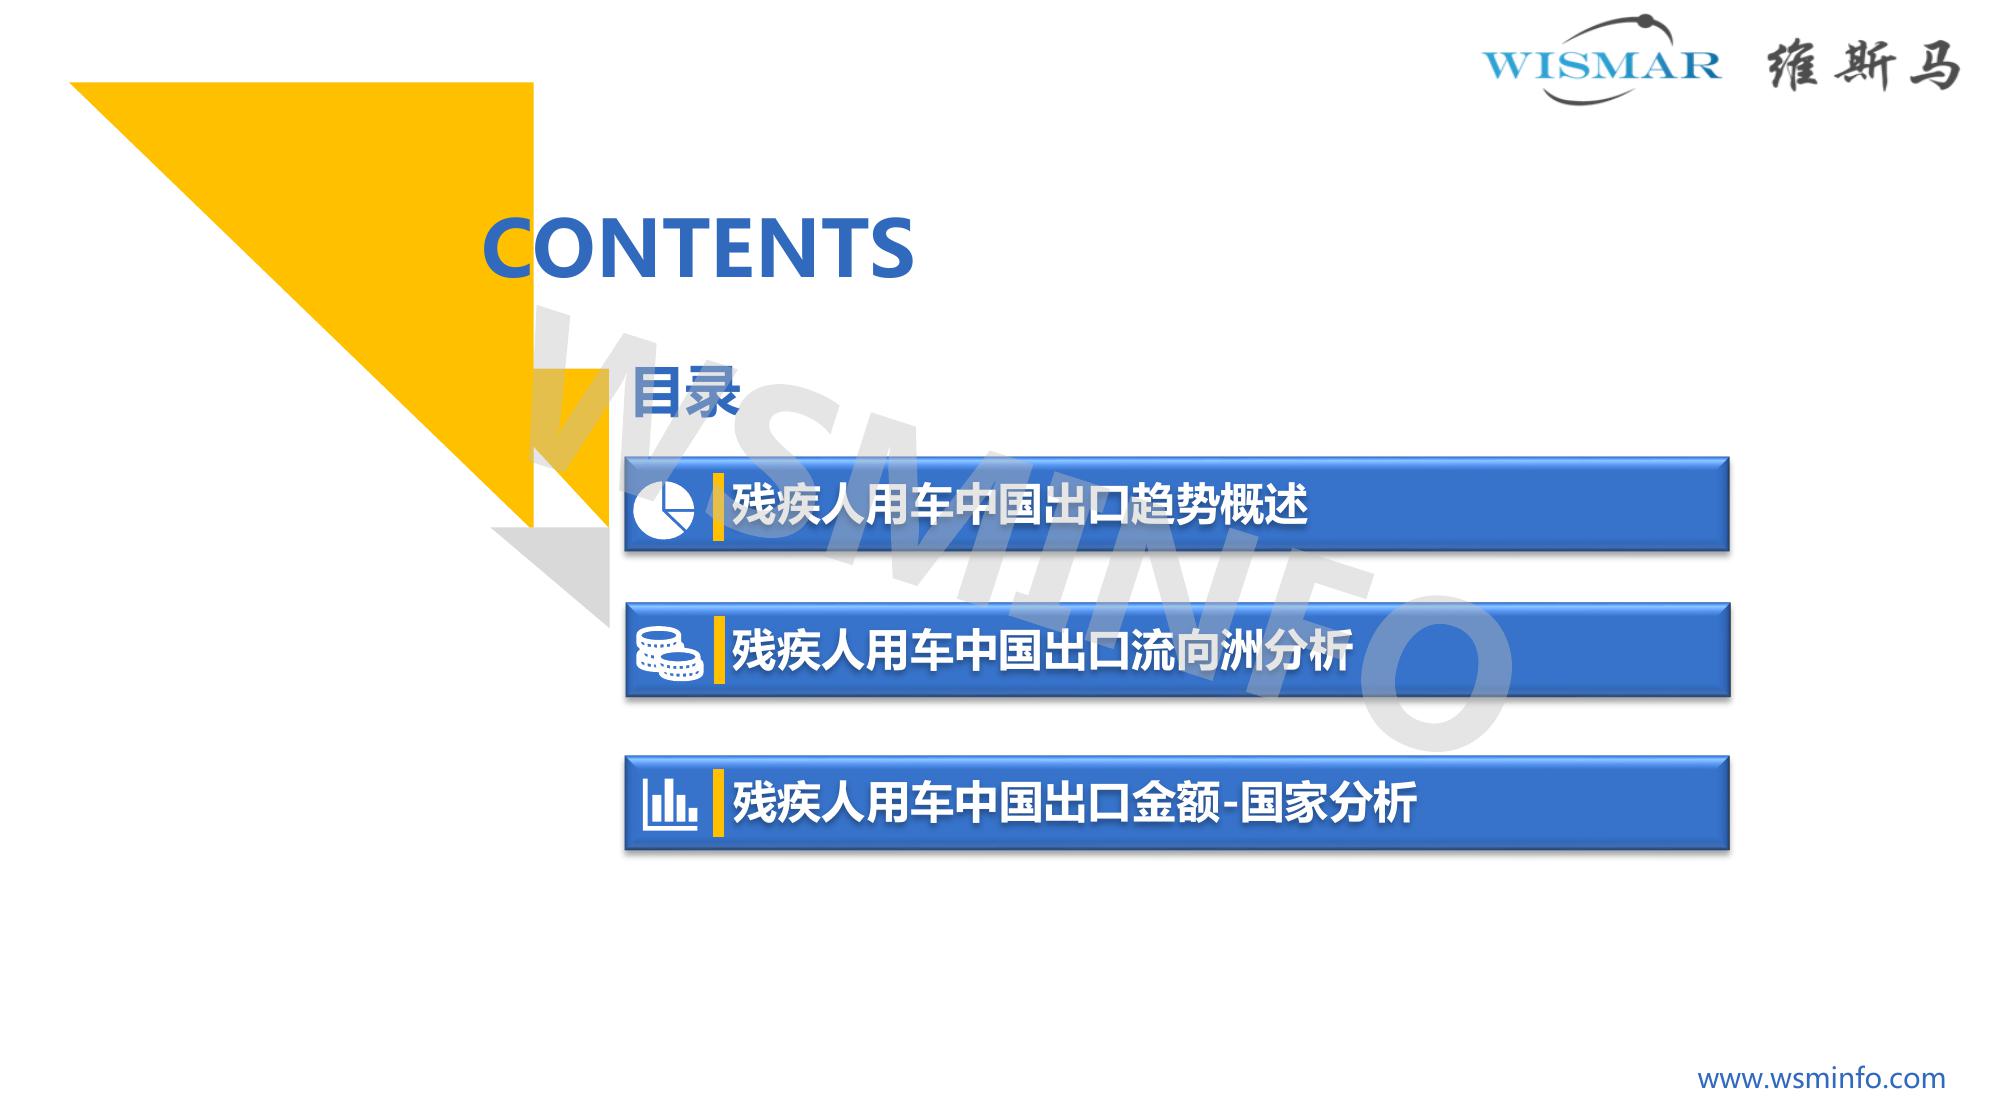 WISMAR 维斯马
CONTENTS
目录
残疾人用车中国出口趋势概述
残疾人用车中国出口流向洲分析
残疾人用车中国出口金额-国家分析
WSMINFO
www.wsminfo.com